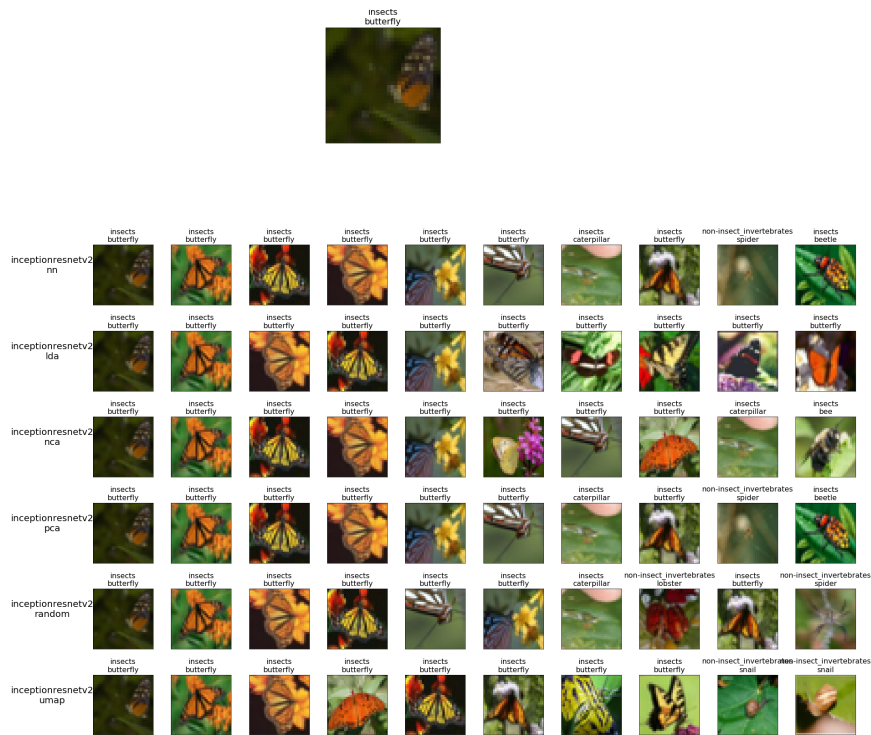 insects
butterfly
insects insects insects insects insects insects insects insects non-insect_invertebrates insects
butterfly butterfly butterfly butterfly butterfly butterfly caterpillar butterfly spider beetle
inceptionresnetv2
nn
insects insects insects insects insects insects insects insects insects insects
butterfly butterfly butterfly butterfly butterfly butterfly butterfly butterfly butterfly butterfly
inceptionresnetv2
lda
insects insects insects insects insects insects insects insects insects insects
butterfly butterfly butterfly butterfly butterfly butterfly butterfly butterfly caterpillar bee
inceptionresnetv2
nca
insects insects insects insects insects insects insects insects non-insect_invertebrates insects
butterfly butterfly butterfly butterfly butterfly butterfly caterpillar butterfly spider beetle
inceptionresnetv2
pca
insects insects insects insects insects insects insects non-insect_invertebrates insects non-insect_invertebrates
butterfly butterfly butterfly butterfly butterfly butterfly caterpillar lobster butterfly spider
inceptionresnetv2
random
insects insects insects insects insects insects insects insects non-insect_invertebrates non-insect_invertebrates
butterfly butterfly butterfly butterfly butterfly butterfly butterfly butterfly snail snail
inceptionresnetv2
umap